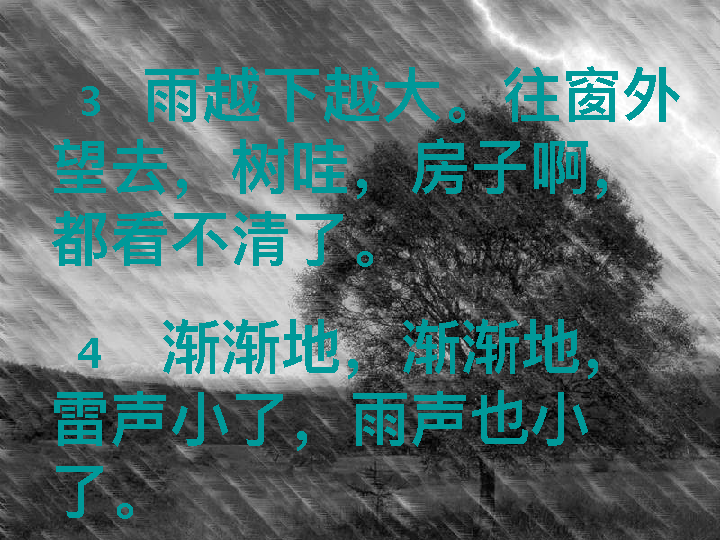 3 雨越下越大。往窗外
望去，树哇，房子啊，
都看不清了。
4 渐渐地，渐渐地，
雷声小了，雨声也小
了。